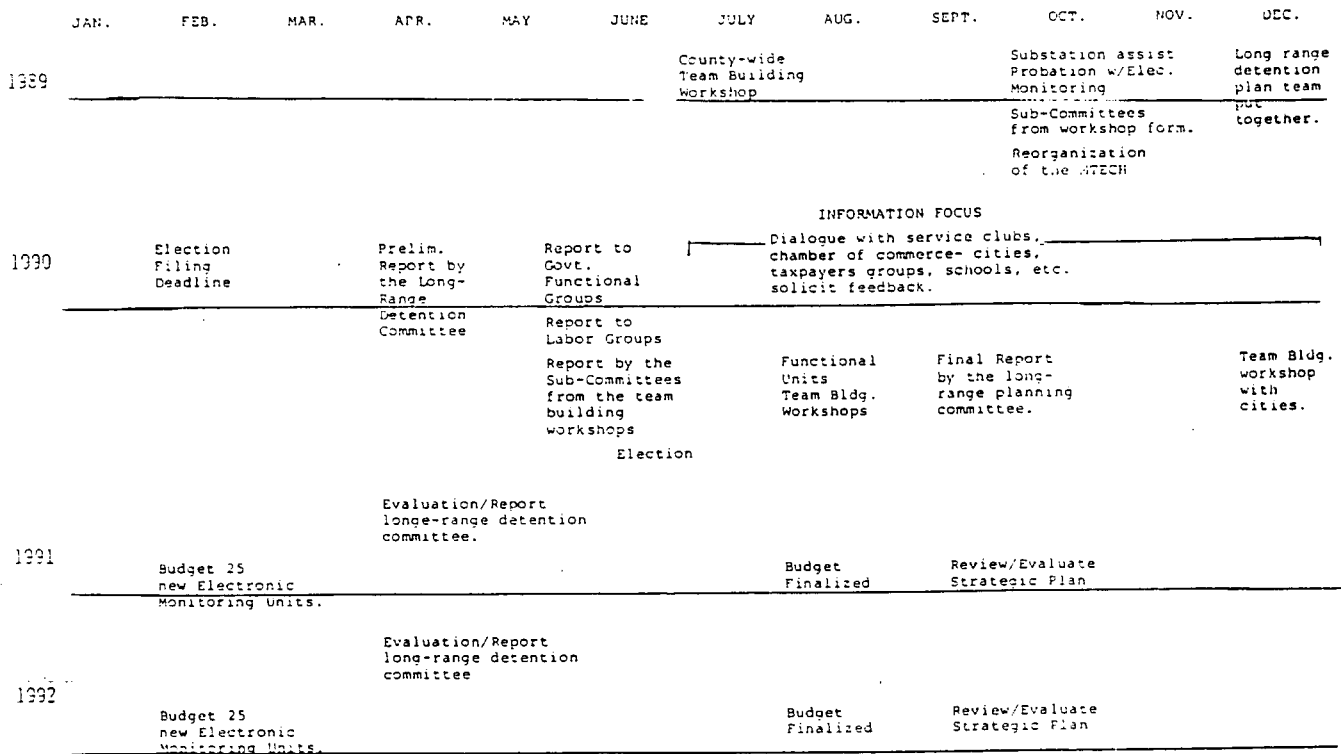 JAN. FEB. MAR. APR. MAY JUNE JULY AUG. SEPT. OCT. NOV. DEC.
1989
County-wide
Team Building
Workshop
Substation assist
Probation w/Elec.
Monitoring
Sub-Committees
from workshop form.
Reorganization
of the
Long range
detention
plan team
put
together.
INFORMATION FOCUS
1990
Election
Filing
Deadline
Prelim.
Report by
the Long-
Range
Detention
Committee
Report to
Govt.
Functional
Groups
Report to
Labor Groups
Report by the
Sub-Committees
from the team
building
workshops
Election
Dialogue with service clubs,
chamber of commerce- cities,
taxpayers groups, schools, etc.
solicit feedback.
Functional
Units
Team Bldg.
Workshops
Final Report
by the long-
range planning
committee.
Team Bldg.
workshop
with
cities.
1991
Evaluation/Report
longe-range detention
committee.
Budget 25
new Electronic
Monitoring Units.
Budget
Finalized
Review/Evaluate
Strategic Plan
1992
Evaluation/Report
long-range detention
committee
Budget 25
new Electronic
Monitoring Units.
Budget
Finalized
Review/Evaluate
Strategic Plan